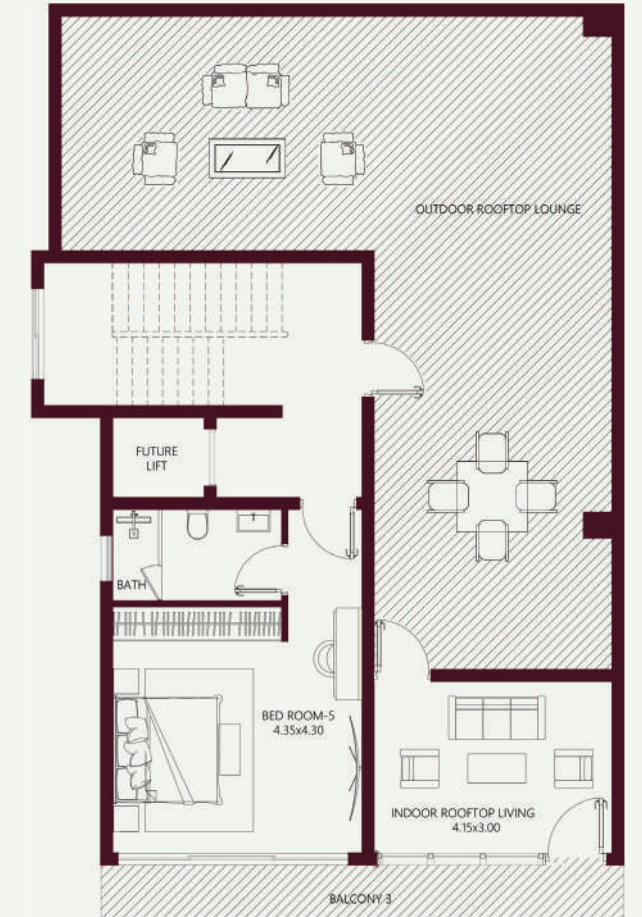 OUTDOOR ROOFTOP LOUNGE
FUTURE
LIFT
BATH
BED ROOM-5
4.35x4.30
INDOOR ROOFTOP LIVING
4.15x3.00
BALCONY 3